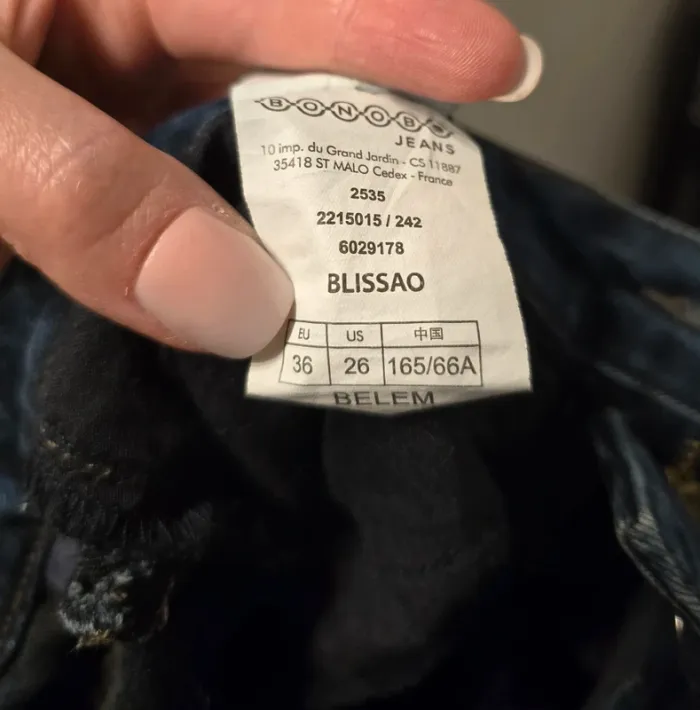 BONOBO
JEANS
10 imp. du Grand Jardin - CS 11887
35418 ST MALO Cedex - France
2535
2215015 / 242
6029178
BLISSAO
EU US 中国
36 26 165/66A
BELEM